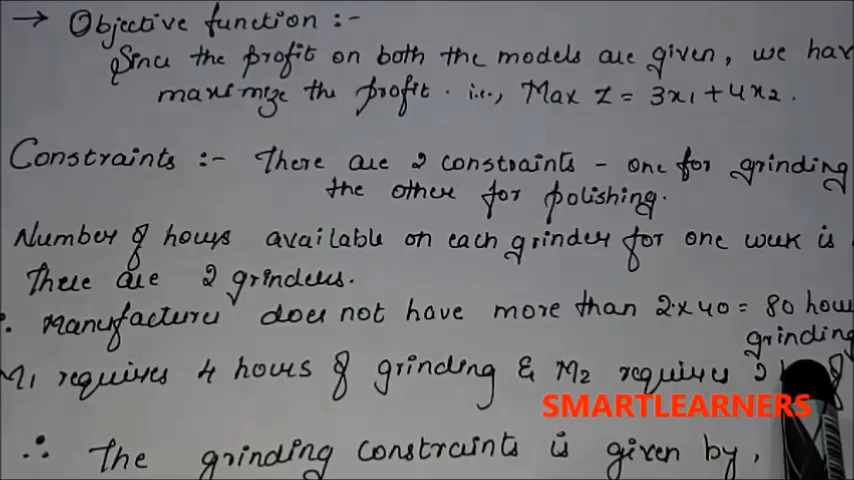 → Objective function :-
Since the profit on both the models are given, we hav
maximize the profit. i.e., Max Z = 3x₁ + 4x₂.
Constraints :- There are 2 constraints - one for grinding
the other for polishing.
Number of hours available on each grinder for one week is
There are 2 grinders.
∴ Manufacturer does not have more than 2×40 = 80 hour
grinding
M₁ requires 4 hours of grinding & M₂ requires 2 h of
SMARTLEARNERS
∴ The grinding constraints is given by,